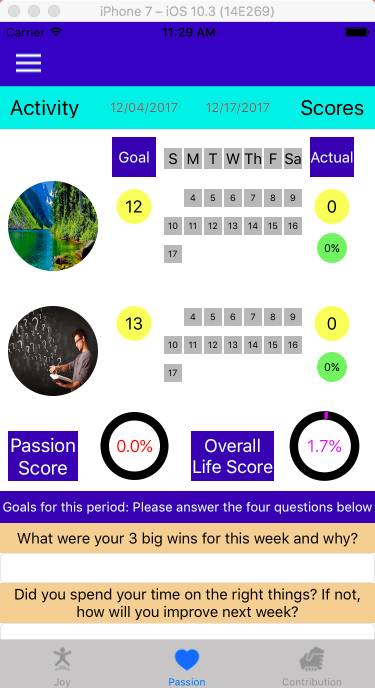 iPhone 7 – iOS 10.3 (14E269)
Carrier 11:29 AM
Activity 12/04/2017 12/17/2017 Scores
Goal S M T W Th F Sa Actual
12 4 5 6 7 8 9 0
10 11 12 13 14 15 16 0%
17
13 4 5 6 7 8 9 0
10 11 12 13 14 15 16 0%
17
Passion
Score
0.0%
Overall
Life Score
1.7%
Goals for this period: Please answer the four questions below
What were your 3 big wins for this week and why?
Did you spend your time on the right things? If not,
how will you improve next week?
Joy Passion Contribution